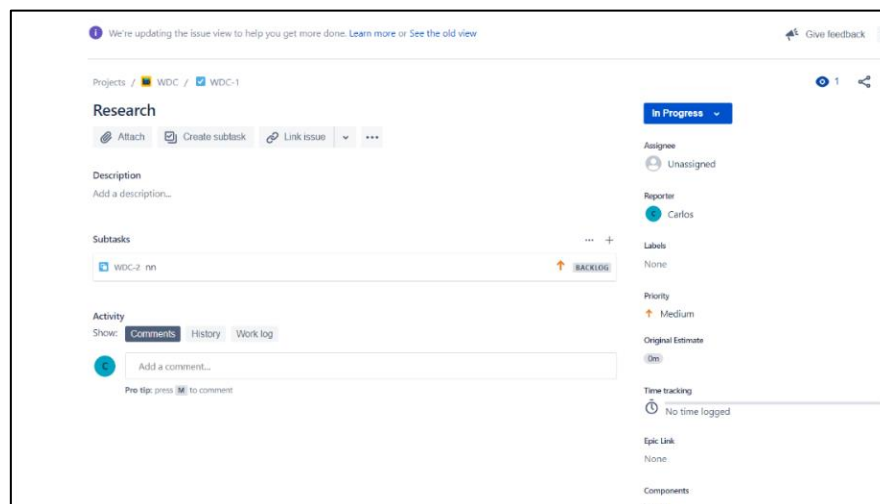 We're updating the issue view to help you get more done. Learn more or See the old view
Give feedback
Projects / WDC / WDC-1
1
Research
Attach
Create subtask
Link issue
Description
Add a description...
Subtasks
WDC-2 nn
BACKLOG
Activity
Show: Comments History Work log
C
Add a comment...
Pro tip: press M to comment
In Progress
Assignee
Unassigned
Reporter
C Carlos
Labels
None
Priority
Medium
Original Estimate
0m
Time tracking
No time logged
Epic Link
None
Components